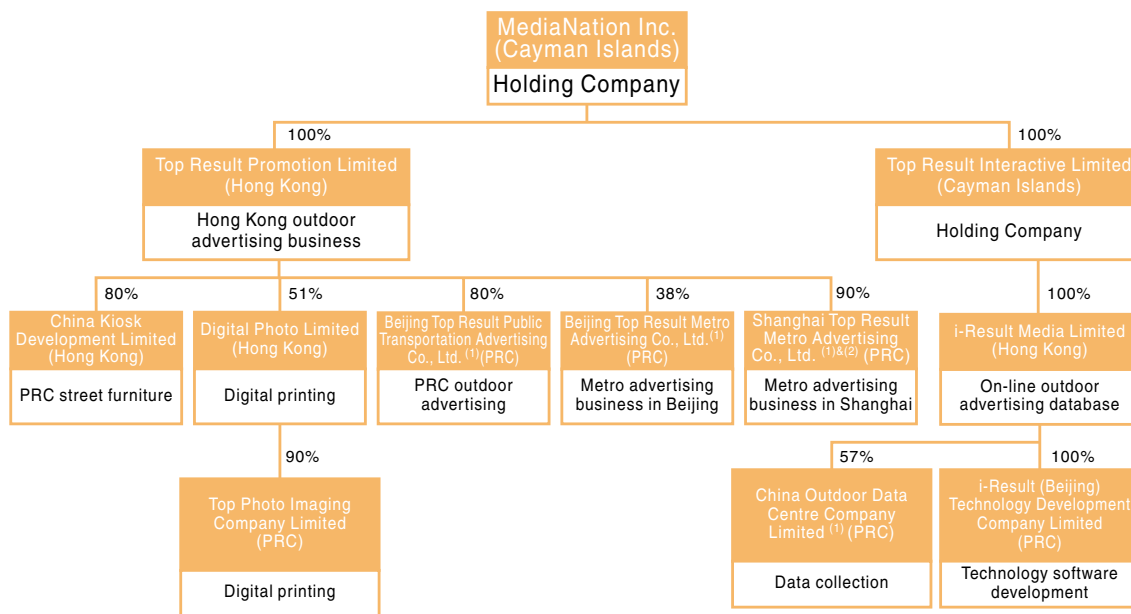 MediaNation Inc.
(Cayman Islands)
Holding Company
100%
100%
Top Result Promotion Limited
(Hong Kong)
Hong Kong outdoor
advertising business
Top Result Interactive Limited
(Cayman Islands)
Holding Company
80%
51%
80%
38%
90%
100%
China Kiosk
Development Limited
(Hong Kong)
PRC street furniture
Digital Photo Limited
(Hong Kong)
Digital printing
Beijing Top Result Public
Transportation Advertising
Co., Ltd. (1) (PRC)
PRC outdoor
advertising
Beijing Top Result Metro
Advertising Co., Ltd.(1)
(PRC)
Metro advertising
business in Beijing
Shanghai Top Result
Metro Advertising
Co., Ltd. (1)&(2) (PRC)
Metro advertising
business in Shanghai
i-Result Media Limited
(Hong Kong)
On-line outdoor
advertising database
90%
57%
100%
Top Photo Imaging
Company Limited
(PRC)
Digital printing
China Outdoor Data
Centre Company
Limited (1) (PRC)
Data collection
i-Result (Beijing)
Technology Development
Company Limited
(PRC)
Technology software
development